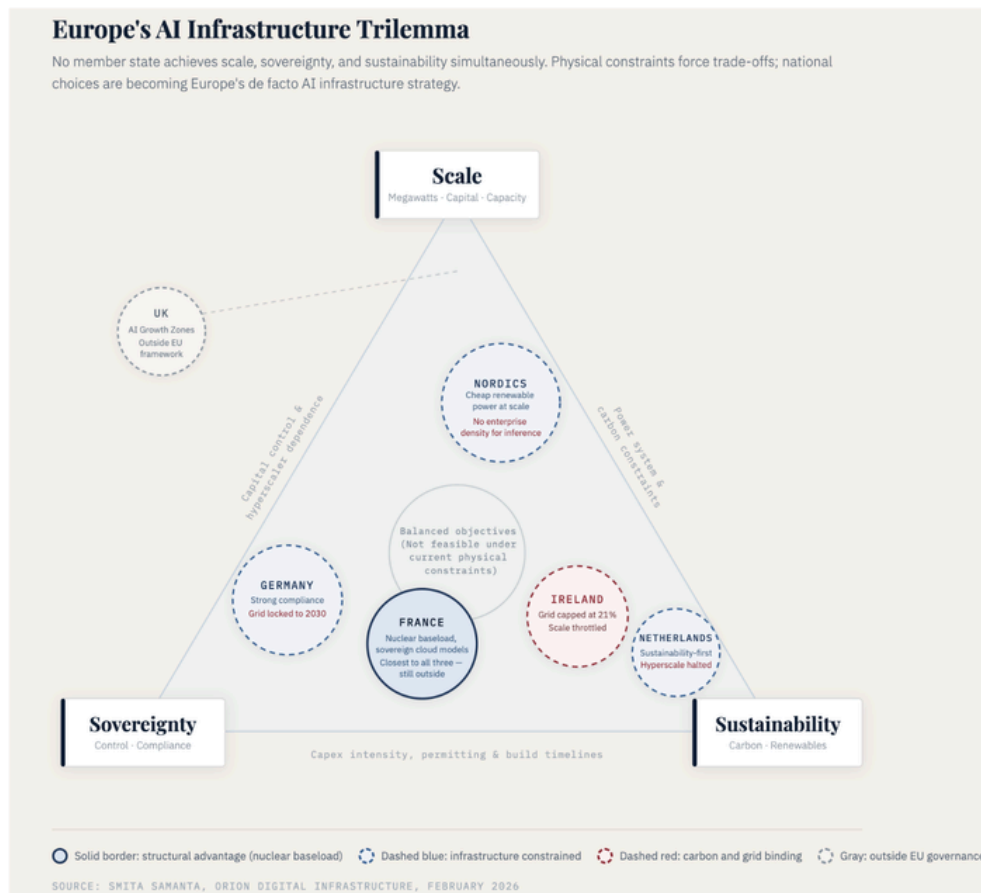 Europe's AI Infrastructure Trilemma
No member state achieves scale, sovereignty, and sustainability simultaneously. Physical constraints force trade-offs; national
choices are becoming Europe's de facto AI infrastructure strategy.
Scale
Megawatts · Capital · Capacity
UK
AI Growth Zones
Outside EU
framework
NORDICS
Cheap renewable
power at scale
No enterprise
density for inference
Capital control &
hyperscaler dependence
Power system &
carbon constraints
Balanced objectives
(Not feasible under
current physical
constraints)
GERMANY
Strong compliance
Grid locked to 2030
FRANCE
Nuclear baseload,
sovereign cloud models
Closest to all three —
still outside
IRELAND
Grid capped at 21%
Scale throttled
NETHERLANDS
Sustainability-first
Hyperscale halted
Sovereignty
Control · Compliance
Sustainability
Carbon · Renewables
Capex intensity, permitting & build timelines
Solid border: structural advantage (nuclear baseload)
Dashed blue: infrastructure constrained
Dashed red: carbon and grid binding
Gray: outside EU governance
SOURCE: SMITA SAMANTA, ORION DIGITAL INFRASTRUCTURE, FEBRUARY 2026